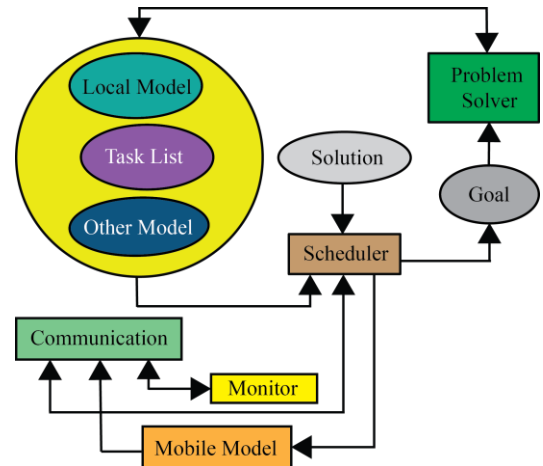 Local Model
Task List
Other Model
Problem
Solver
Solution
Goal
Scheduler
Communication
Monitor
Mobile Model